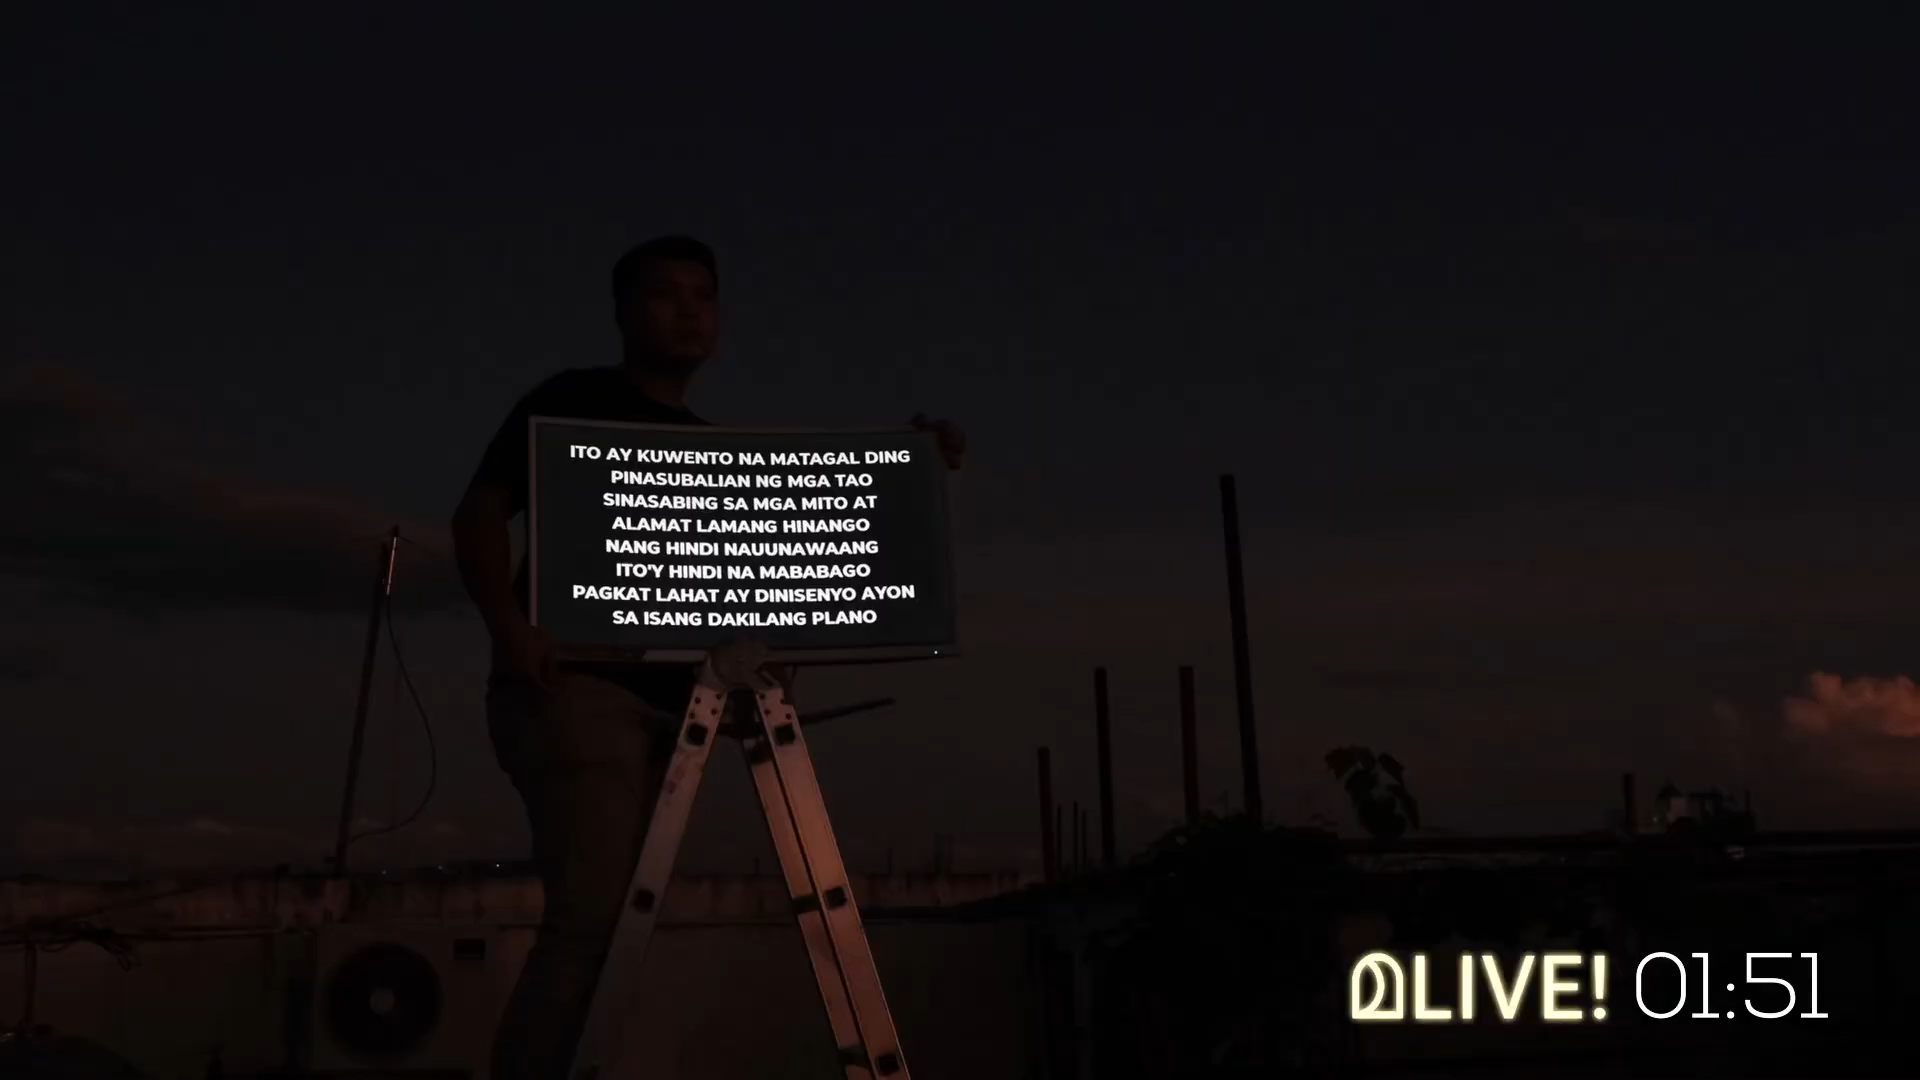 ITO AY KUWENTO NA MATAGAL DING
PINASUBALIAN NG MGA TAO
SINASABING SA MGA MITO AT
ALAMAT LAMANG HINANGO
NANG HINDI NAUUNAWAANG
ITO'Y HINDI NA MABABAGO
PAGKAT LAHAT AY DINISENYO AYON
SA ISANG DAKILANG PLANO
ALIVE! 01:51